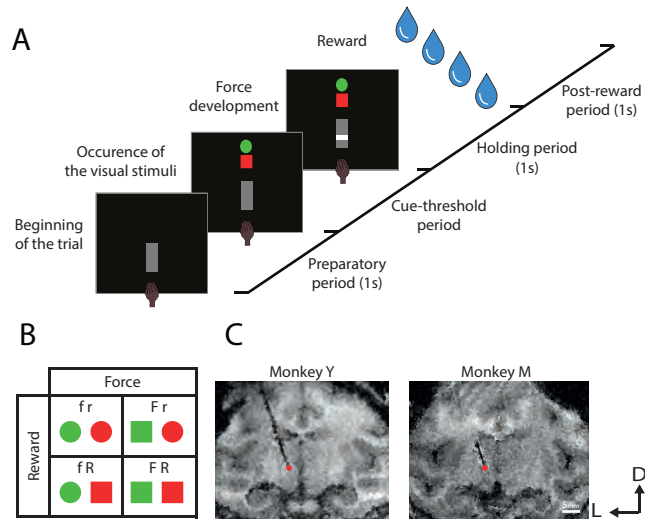 A
Reward
Force
development
Occurence of
the visual stimuli
Beginning
of the trial
Post-reward
period (1s)
Holding period
(1s)
Cue-threshold
period
Preparatory
period (1s)
B
Force
Reward
f r
F r
f R
F R
C
Monkey Y
Monkey M
5mm
D
L